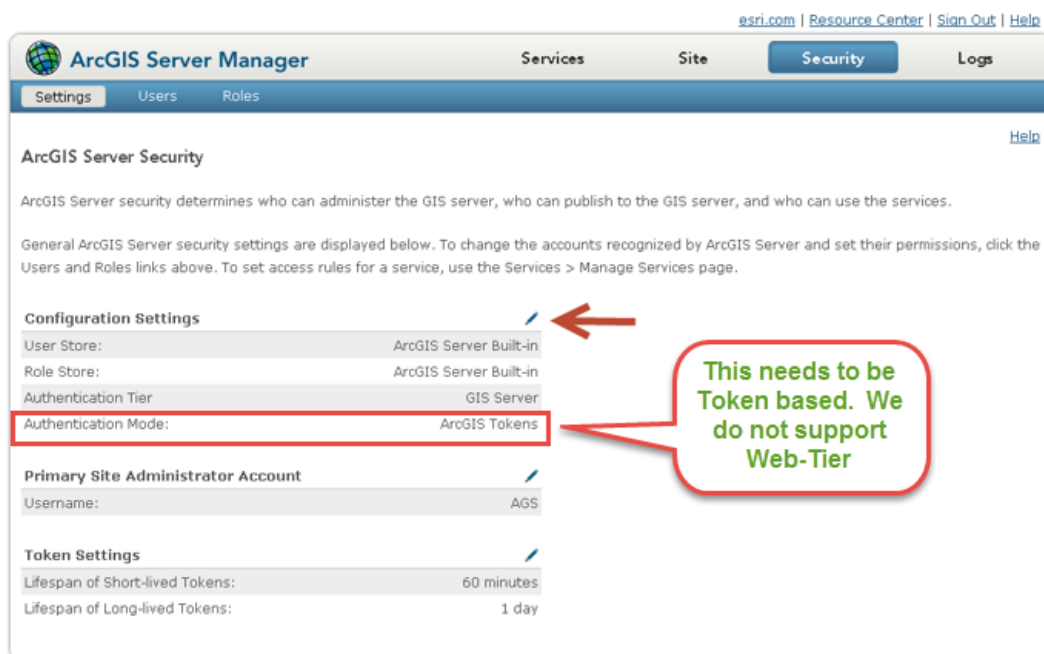 esri.com | Resource Center | Sign Out | Help
ArcGIS Server Manager
Services Site Security Logs
Settings Users Roles
Help
ArcGIS Server Security
ArcGIS Server security determines who can administer the GIS server, who can publish to the GIS server, and who can use the services.
General ArcGIS Server security settings are displayed below. To change the accounts recognized by ArcGIS Server and set their permissions, click the
Users and Roles links above. To set access rules for a service, use the Services > Manage Services page.
Configuration Settings
User Store: ArcGIS Server Built-in
Role Store: ArcGIS Server Built-in
Authentication Tier GIS Server
Authentication Mode: ArcGIS Tokens
This needs to be
Token based. We
do not support
Web-Tier
Primary Site Administrator Account
Username: AGS
Token Settings
Lifespan of Short-lived Tokens: 60 minutes
Lifespan of Long-lived Tokens: 1 day